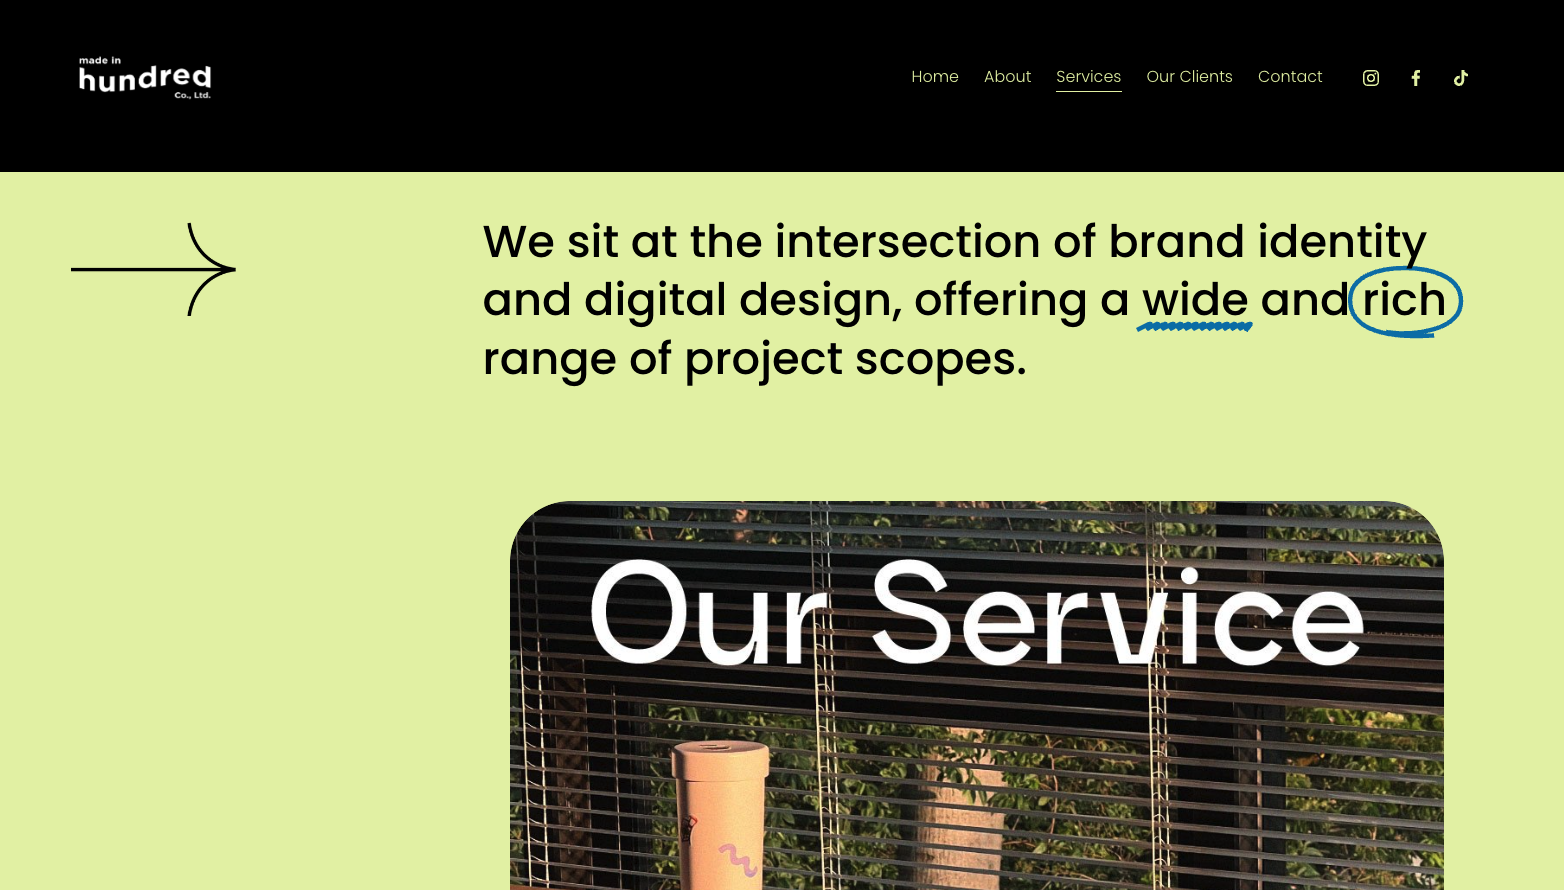 made in
hundred
Co., Ltd.
Home About Services Our Clients Contact
We sit at the intersection of brand identity
and digital design, offering a wide and rich
range of project scopes.
Our Service